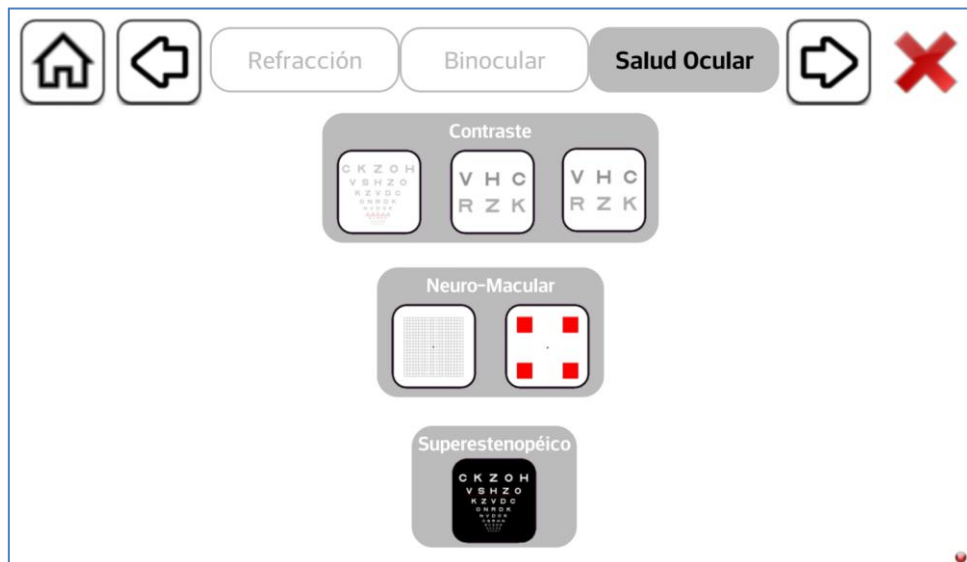 Refracción
Binocular
Salud Ocular
Contraste
C K Z O H
V S H Z O
K Z V D C
V H C
R Z K
V H C
R Z K
Neuro-Macular
Superestenopéico
C K Z O H
V S H Z O
K Z V D C
O N R D K